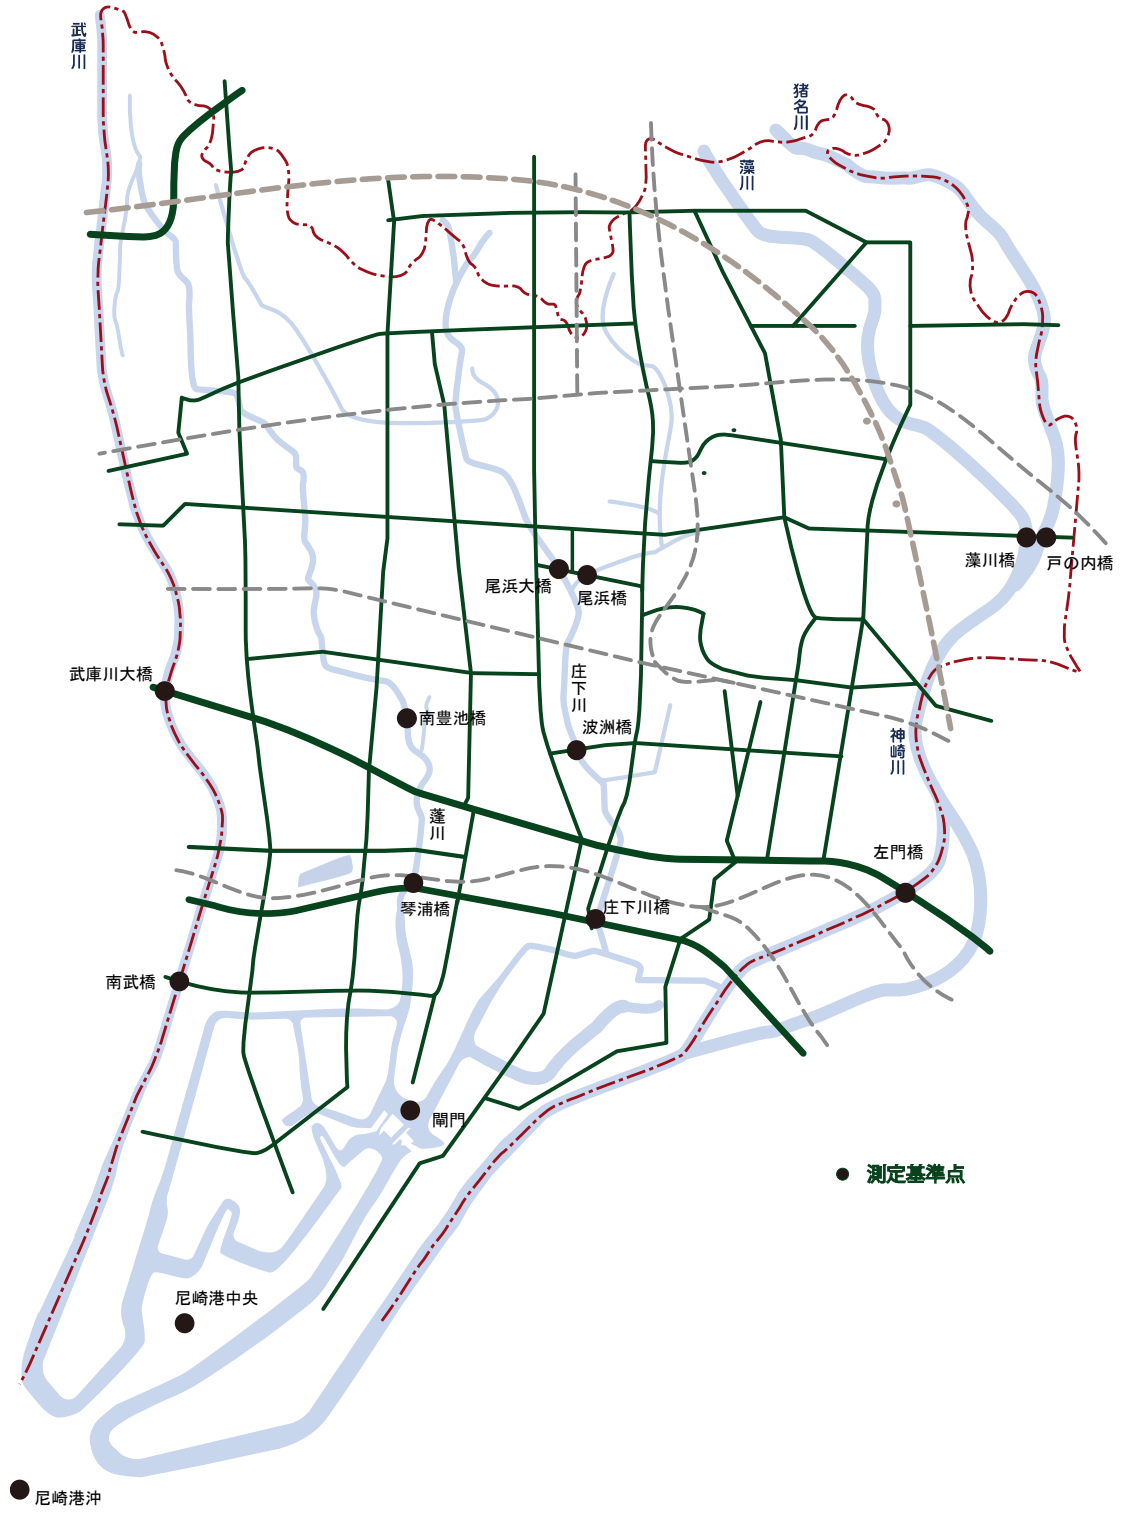 武庫川
猪名川
藻川
藻川橋
戸の内橋
尾浜大橋
尾浜橋
武庫川大橋
庄下川
南豊池橋
波洲橋
神崎川
蓬川
左門橋
琴浦橋
庄下川橋
南武橋
閘門
測定基準点
尼崎港中央
尼崎港沖